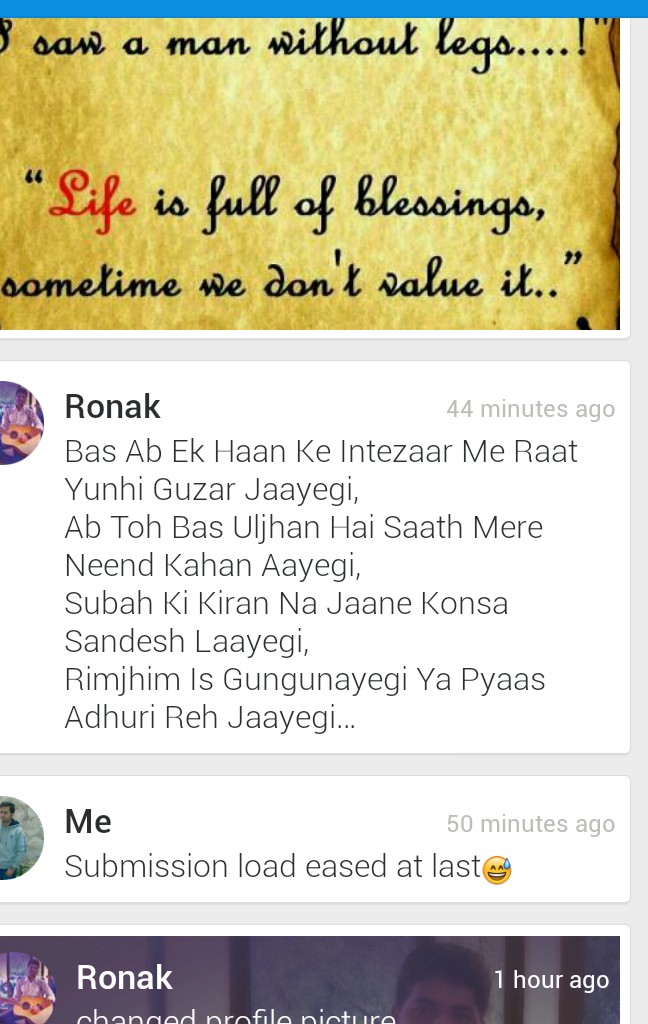 I saw a man without legs....!"
“Life is full of blessings,
sometime we don't value it..”
Ronak
44 minutes ago
Bas Ab Ek Haan Ke Intezaar Me Raat
Yunhi Guzar Jaayegi,
Ab Toh Bas Uljhan Hai Saath Mere
Neend Kahan Aayegi,
Subah Ki Kiran Na Jaane Konsa
Sandesh Laayegi,
Rimjhim Is Gungunayegi Ya Pyaas
Adhuri Reh Jaayegi...
Me
50 minutes ago
Submission load eased at last😅
Ronak
1 hour ago
changed profile picture